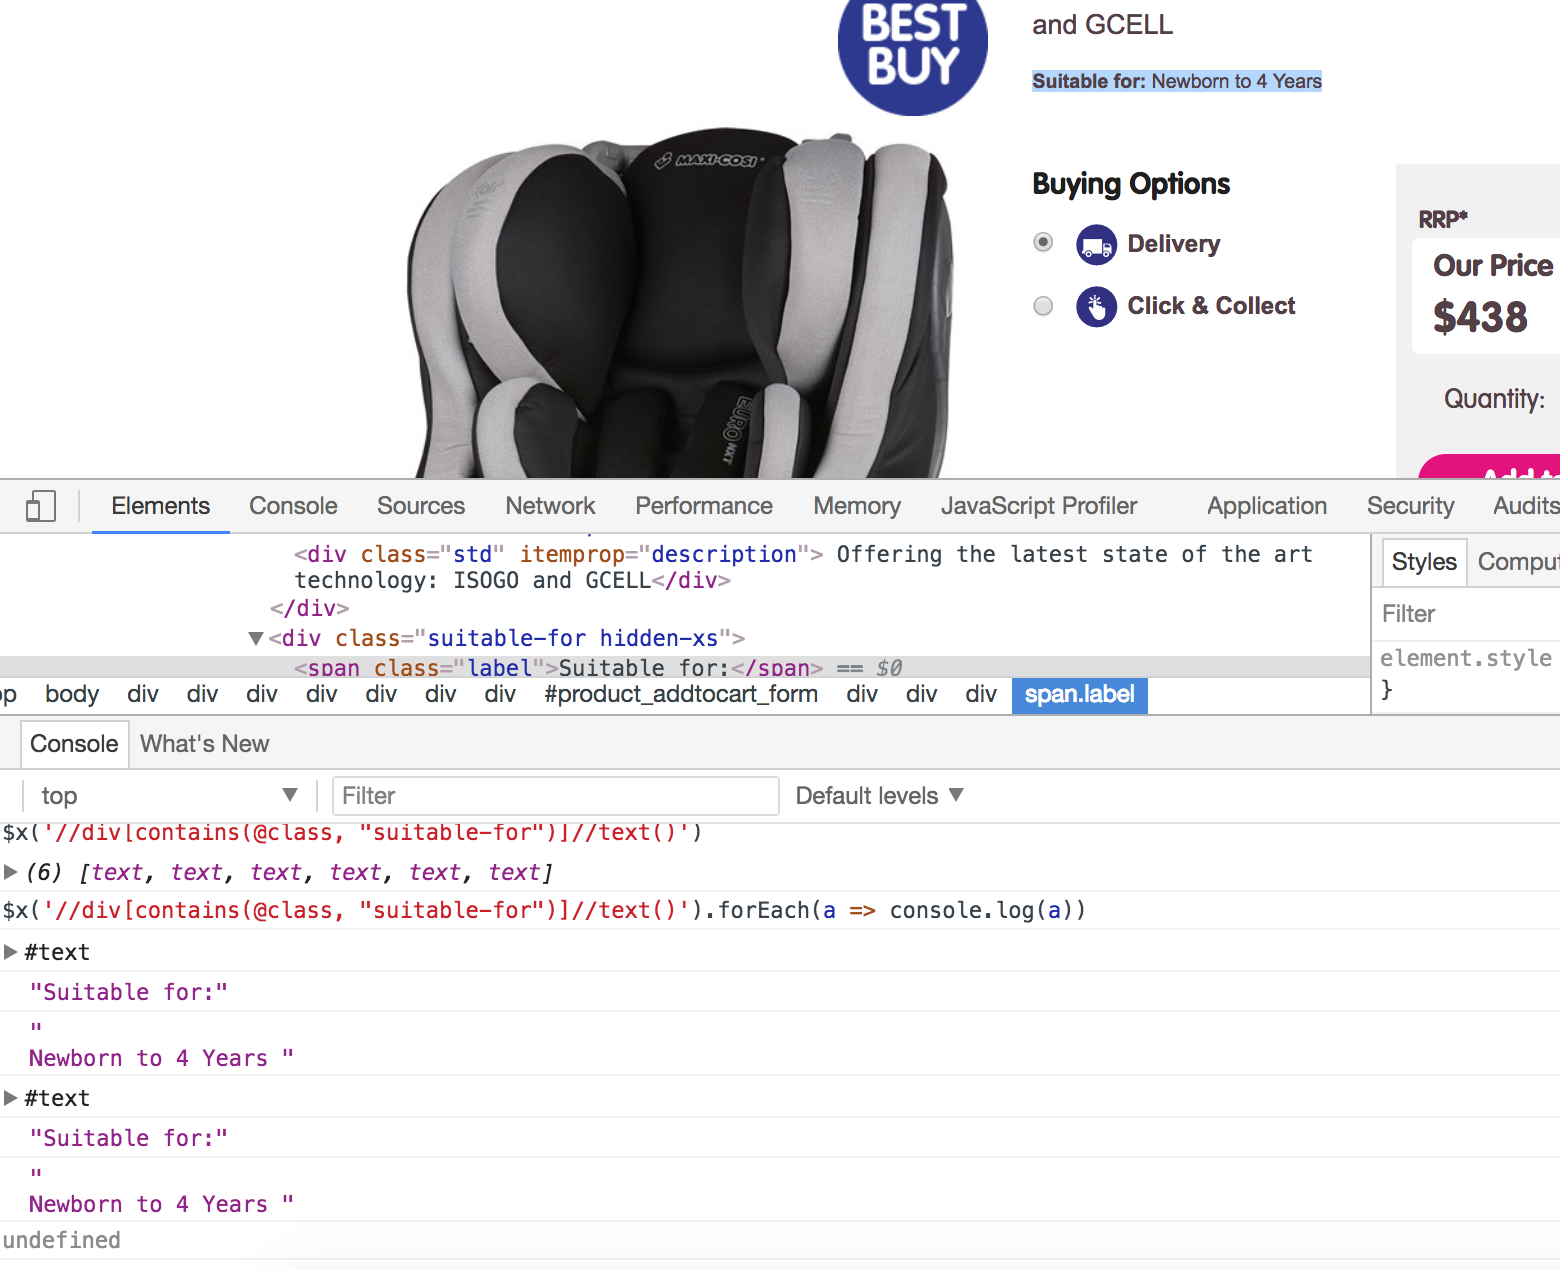 BEST
BUY
and GCELL
Suitable for: Newborn to 4 Years
MAXI-COSI
EURO NXT
Buying Options
Delivery
Click & Collect
RRP*
Our Price
$438
Quantity:
Add to
Elements Console Sources Network Performance Memory JavaScript Profiler Application Security Audits
<div class="std" itemprop="description"> Offering the latest state of the art
technology: ISOGO and GCELL</div>
</div>
▼<div class="suitable-for hidden-xs">
<span class="label">Suitable for:</span> == $0
op body div div div div div div div #product_addtocart_form div div div span.label
Styles Comput
Filter
element.style
}
Console What's New
top ▼ Filter Default levels ▼
$x('//div[contains(@class, "suitable-for")]//text()')
▶(6) [text, text, text, text, text, text]
$x('//div[contains(@class, "suitable-for")]//text()').forEach(a => console.log(a))
▶#text
"Suitable for:"
"
Newborn to 4 Years "
▶#text
"Suitable for:"
"
Newborn to 4 Years "
undefined